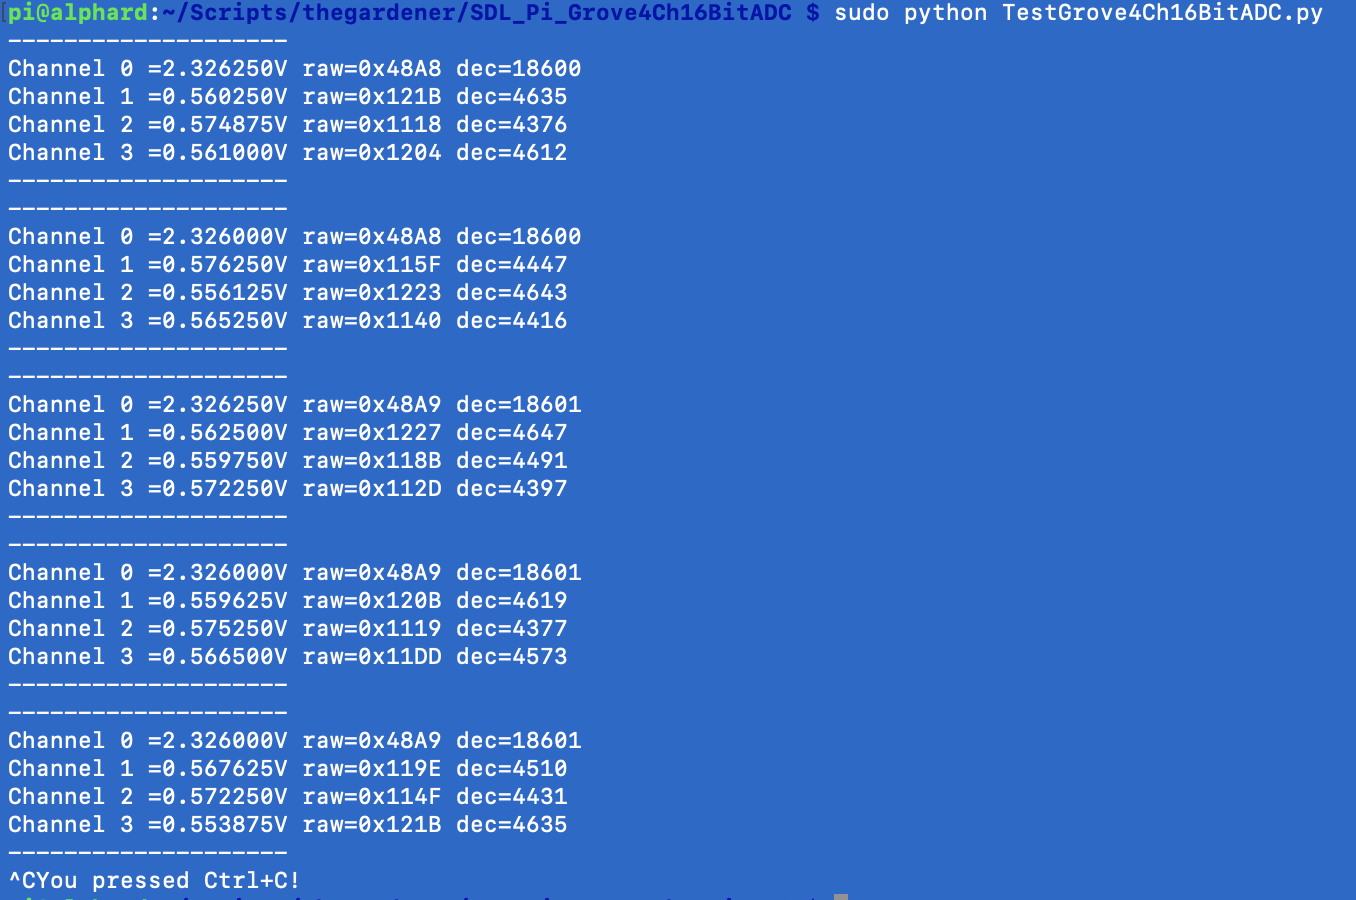 pi@alphard:~/Scripts/thegardener/SDL_Pi_Grove4Ch16BitADC $ sudo python TestGrove4Ch16BitADC.py
--------------------
Channel 0 =2.326250V raw=0x48A8 dec=18600
Channel 1 =0.560250V raw=0x121B dec=4635
Channel 2 =0.574875V raw=0x1118 dec=4376
Channel 3 =0.561000V raw=0x1204 dec=4612
--------------------
--------------------
Channel 0 =2.326000V raw=0x48A8 dec=18600
Channel 1 =0.576250V raw=0x115F dec=4447
Channel 2 =0.556125V raw=0x1223 dec=4643
Channel 3 =0.565250V raw=0x1140 dec=4416
--------------------
--------------------
Channel 0 =2.326250V raw=0x48A9 dec=18601
Channel 1 =0.562500V raw=0x1227 dec=4647
Channel 2 =0.559750V raw=0x118B dec=4491
Channel 3 =0.572250V raw=0x112D dec=4397
--------------------
--------------------
Channel 0 =2.326000V raw=0x48A9 dec=18601
Channel 1 =0.559625V raw=0x120B dec=4619
Channel 2 =0.575250V raw=0x1119 dec=4377
Channel 3 =0.566500V raw=0x11DD dec=4573
--------------------
--------------------
Channel 0 =2.326000V raw=0x48A9 dec=18601
Channel 1 =0.567625V raw=0x119E dec=4510
Channel 2 =0.572250V raw=0x114F dec=4431
Channel 3 =0.553875V raw=0x121B dec=4635
--------------------
^CYou pressed Ctrl+C!